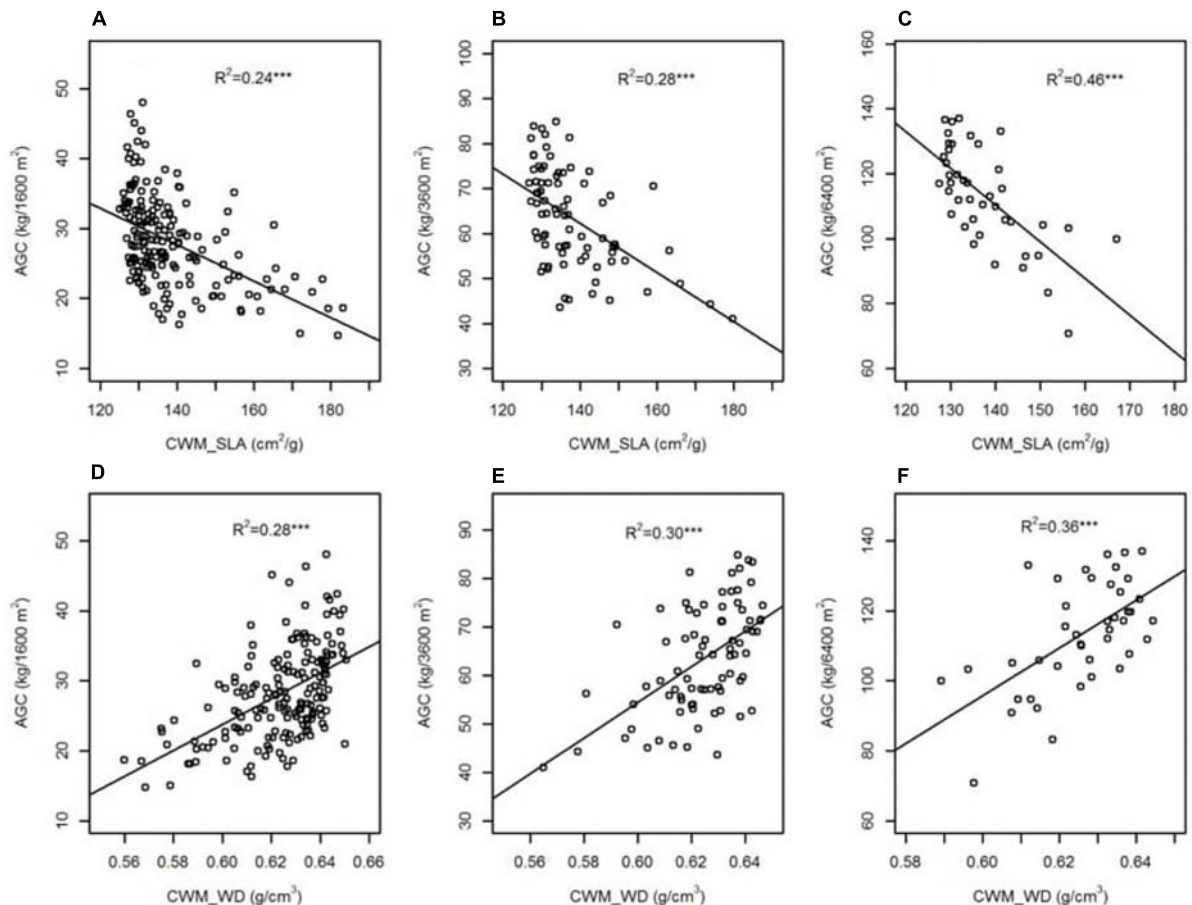 A
R²=0.24***
AGC (kg/1600 m²)
50
40
30
20
10
120 140 160 180
CWM_SLA (cm²/g)
B
R²=0.28***
AGC (kg/3600 m²)
100
90
80
70
60
50
40
30
120 140 160 180
CWM_SLA (cm²/g)
C
R²=0.46***
AGC (kg/6400 m²)
160
140
120
100
80
60
120 130 140 150 160 170 180
CWM_SLA (cm²/g)
D
R²=0.28***
AGC (kg/1600 m²)
50
40
30
20
10
0.56 0.58 0.60 0.62 0.64 0.66
CWM_WD (g/cm³)
E
R²=0.30***
AGC (kg/3600 m²)
90
80
70
60
50
40
30
0.56 0.58 0.60 0.62 0.64
CWM_WD (g/cm³)
F
R²=0.36***
AGC (kg/6400 m²)
140
120
100
80
60
0.58 0.60 0.62 0.64
CWM_WD (g/cm³)